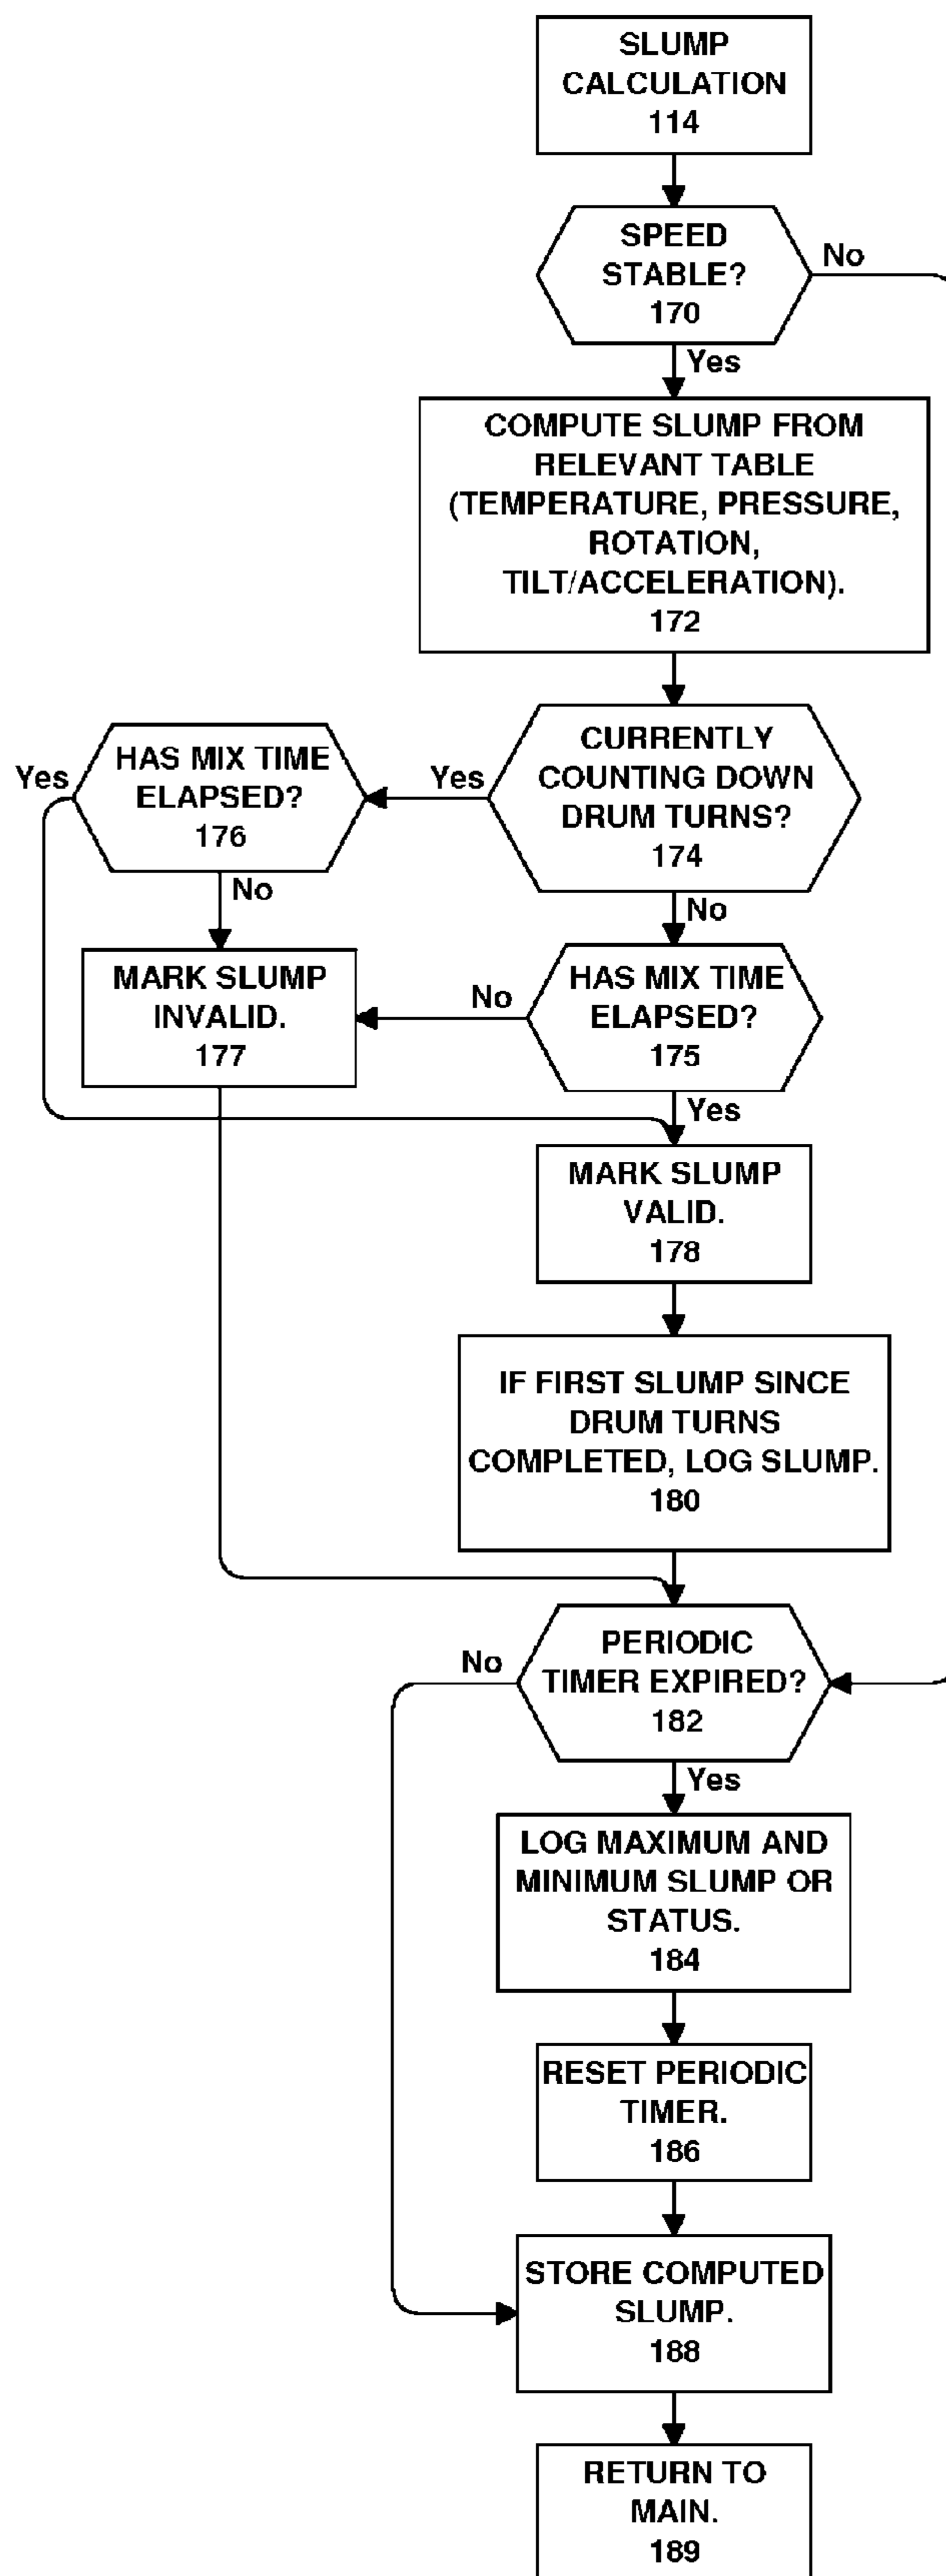 SLUMP
CALCULATION
114
SPEED
STABLE?
170
No
Yes
COMPUTE SLUMP FROM
RELEVANT TABLE
(TEMPERATURE, PRESSURE,
ROTATION,
TILT/ACCELERATION).
172
CURRENTLY
COUNTING DOWN
DRUM TURNS?
174
Yes
HAS MIX TIME
ELAPSED?
176
Yes
No
No
HAS MIX TIME
ELAPSED?
175
No
MARK SLUMP
INVALID.
177
Yes
MARK SLUMP
VALID.
178
IF FIRST SLUMP SINCE
DRUM TURNS
COMPLETED, LOG SLUMP.
180
PERIODIC
TIMER EXPIRED?
182
No
Yes
LOG MAXIMUM AND
MINIMUM SLUMP OR
STATUS.
184
RESET PERIODIC
TIMER.
186
STORE COMPUTED
SLUMP.
188
RETURN TO
MAIN.
189